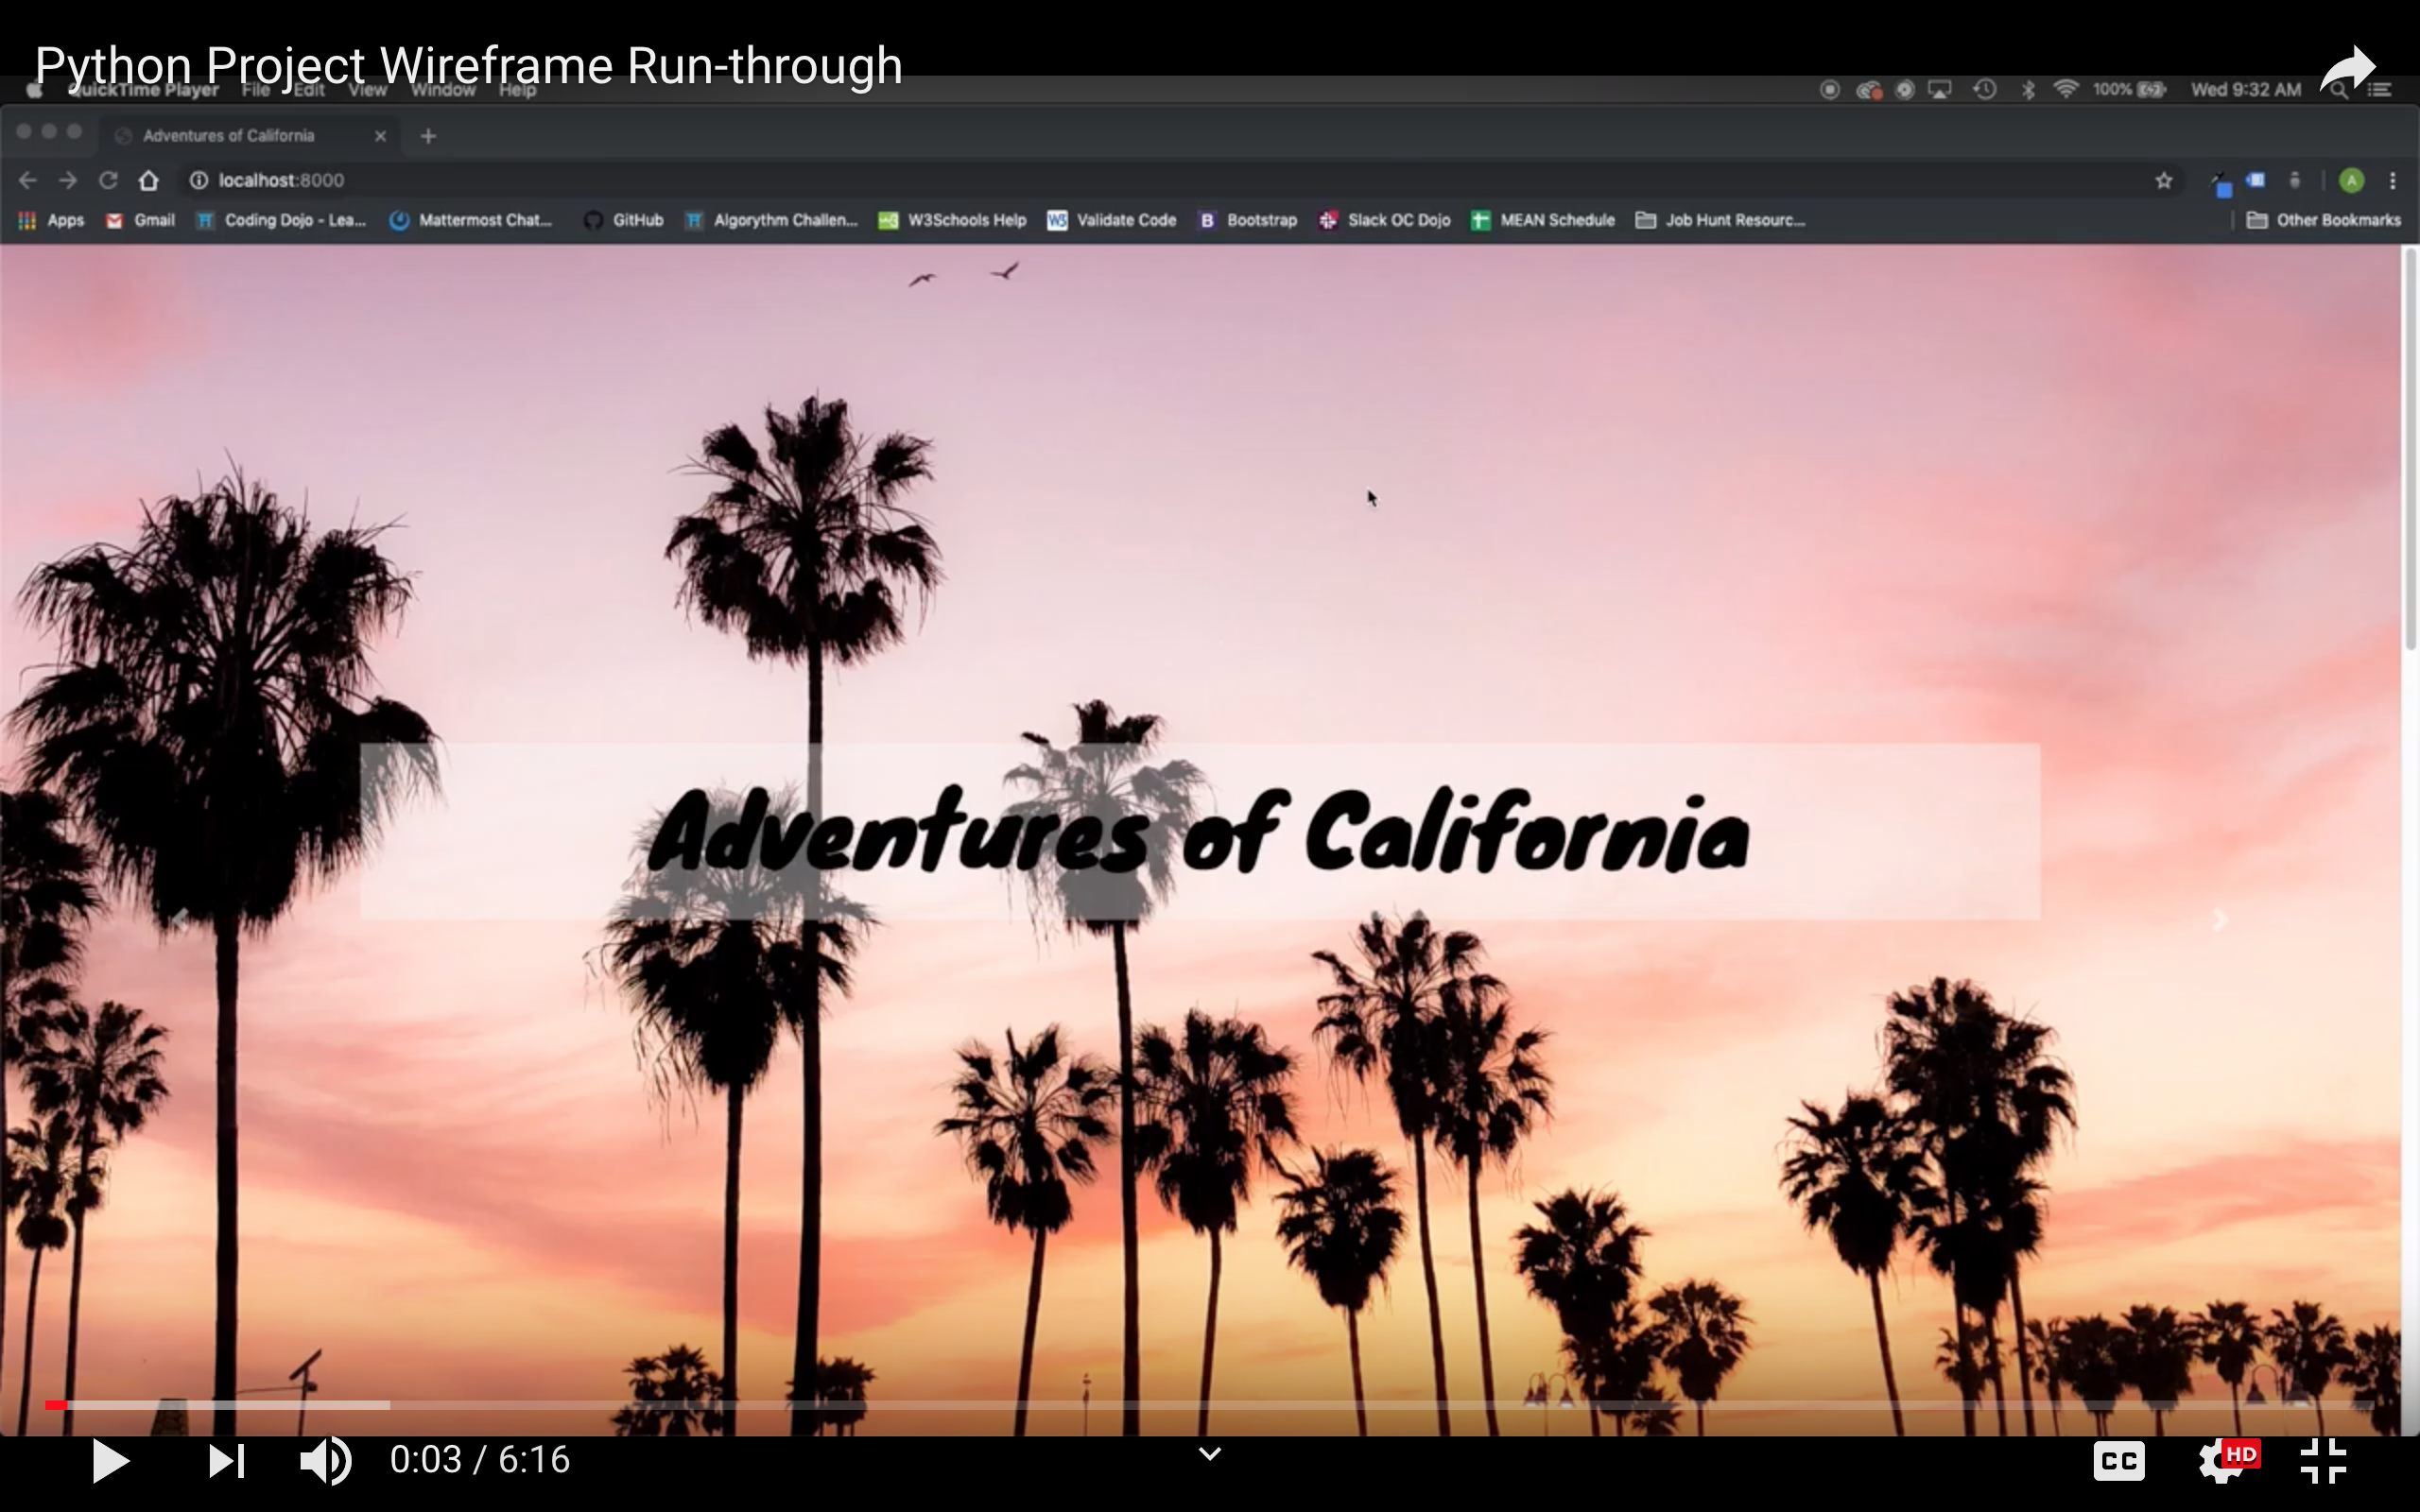 Python Project Wireframe Run-through
QuickTime Player File Edit View Window Help 100% Wed 9:32 AM
Adventures of California
localhost:8000 A
Apps Gmail Coding Dojo - Lea... Mattermost Chat... GitHub Algorythm Challen... W3Schools Help Validate Code B Bootstrap Slack OC Dojo MEAN Schedule Job Hunt Resourc... Other Bookmarks
Adventures of California
0:03 / 6:16 CC HD